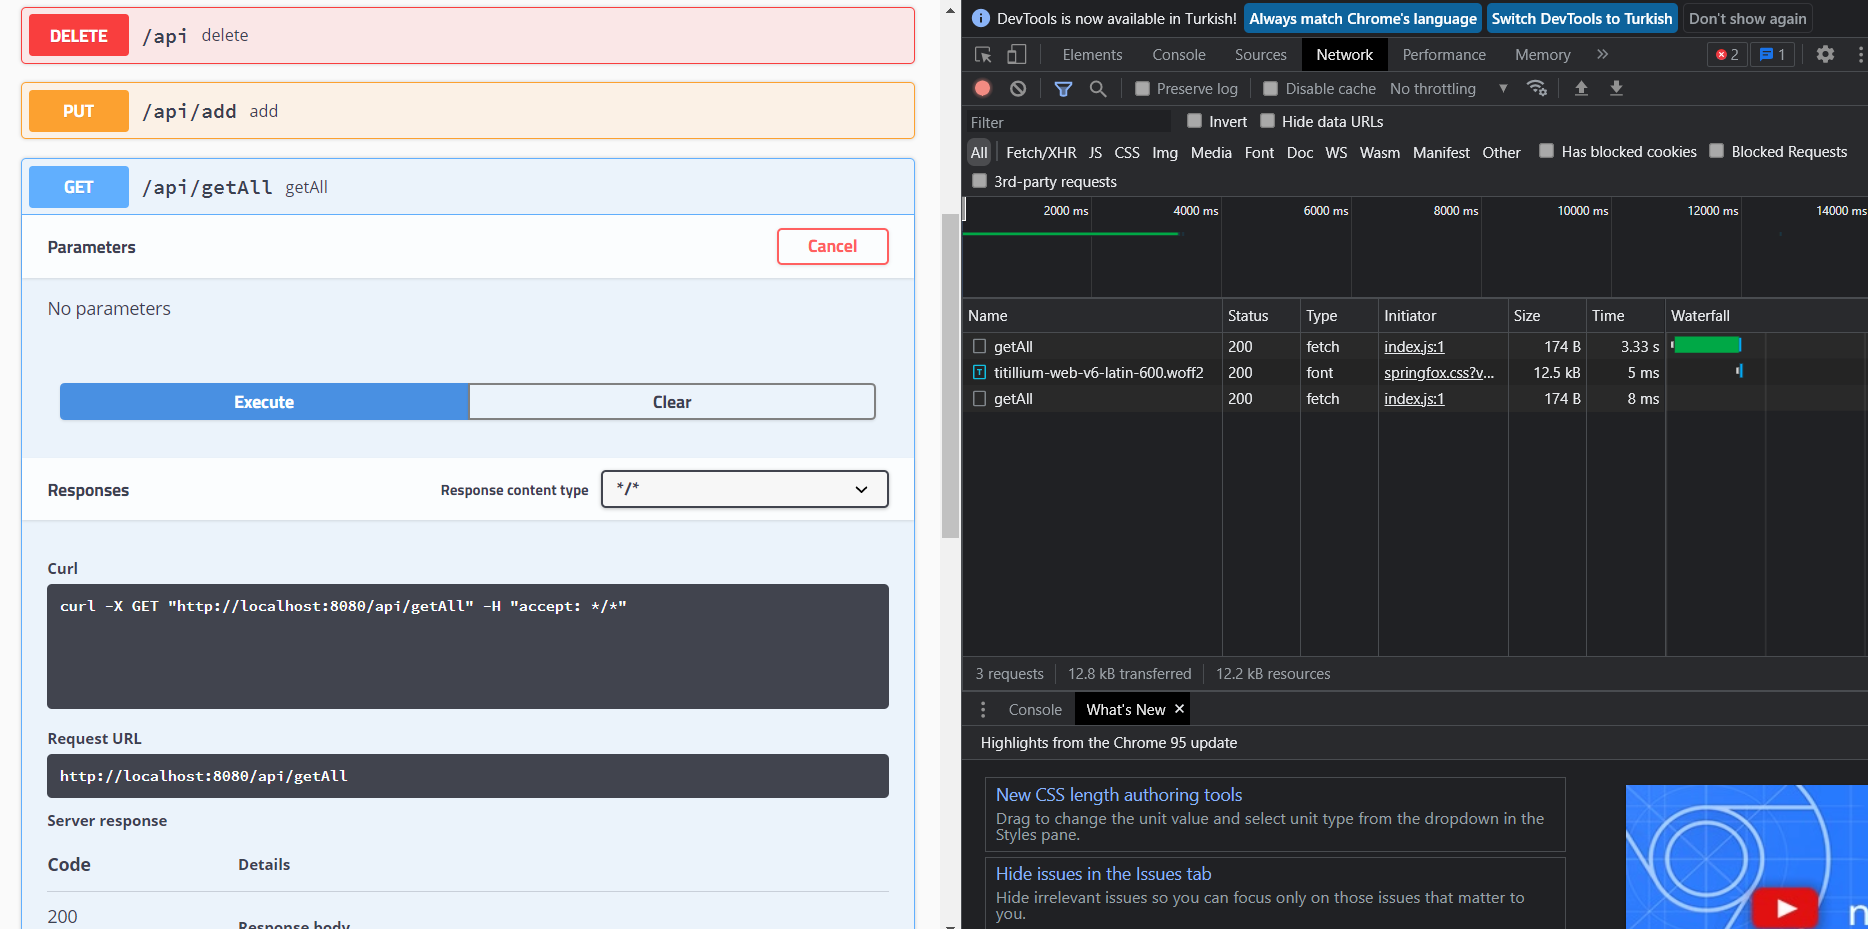 DELETE /api delete
PUT /api/add add
GET /api/getAll getAll
Parameters
Cancel
No parameters
Execute
Clear
Responses
Response content type
*/*
Curl
curl -X GET "http://localhost:8080/api/getAll" -H "accept: */*"
Request URL
http://localhost:8080/api/getAll
Server response
Code Details
200
Response body
DevTools is now available in Turkish! Always match Chrome's language Switch DevTools to Turkish Don't show again
Elements Console Sources Network Performance Memory » 2 1
Preserve log Disable cache No throttling
Filter Invert Hide data URLs
All Fetch/XHR JS CSS Img Media Font Doc WS Wasm Manifest Other Has blocked cookies Blocked Requests
3rd-party requests
2000 ms 4000 ms 6000 ms 8000 ms 10000 ms 12000 ms 14000 ms
Name Status Type Initiator Size Time Waterfall
getAll 200 fetch index.js:1 174 B 3.33 s
titillium-web-v6-latin-600.woff2 200 font springfox.css?v... 12.5 kB 5 ms
getAll 200 fetch index.js:1 174 B 8 ms
3 requests 12.8 kB transferred 12.2 kB resources
Console What's New ×
Highlights from the Chrome 95 update
New CSS length authoring tools
Drag to change the unit value and select unit type from the dropdown in the
Styles pane.
Hide issues in the Issues tab
Hide irrelevant issues so you can focus only on those issues that matter to
you.